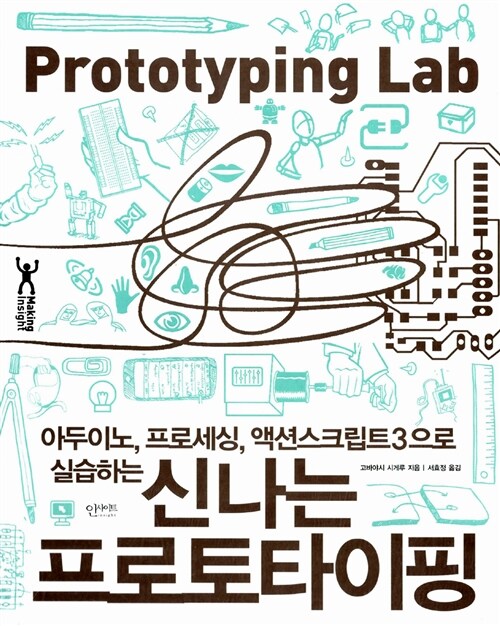 Prototyping Lab
Making
Insight
아두이노, 프로세싱, 액션스크립트3으로
실습하는
고바야시 시게루 지음 | 서효정 옮김
신나는
인사이트
프로토타이핑